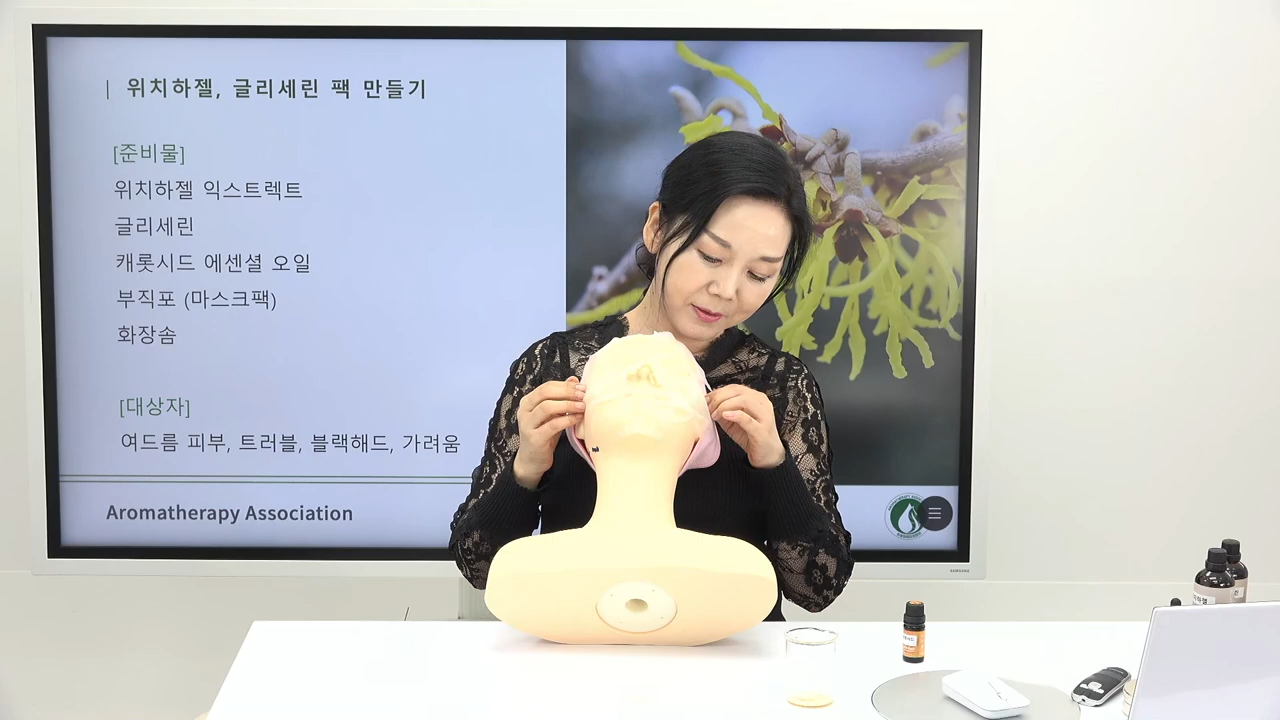 위치하젤, 글리세린 팩 만들기
[준비물]
위치하젤 익스트렉트
글리세린
캐롯시드 에센셜 오일
부직포 (마스크팩)
화장솜
[대상자]
여드름 피부, 트러블, 블랙헤드, 가려움
Aromatherapy Association
SAMSUNG